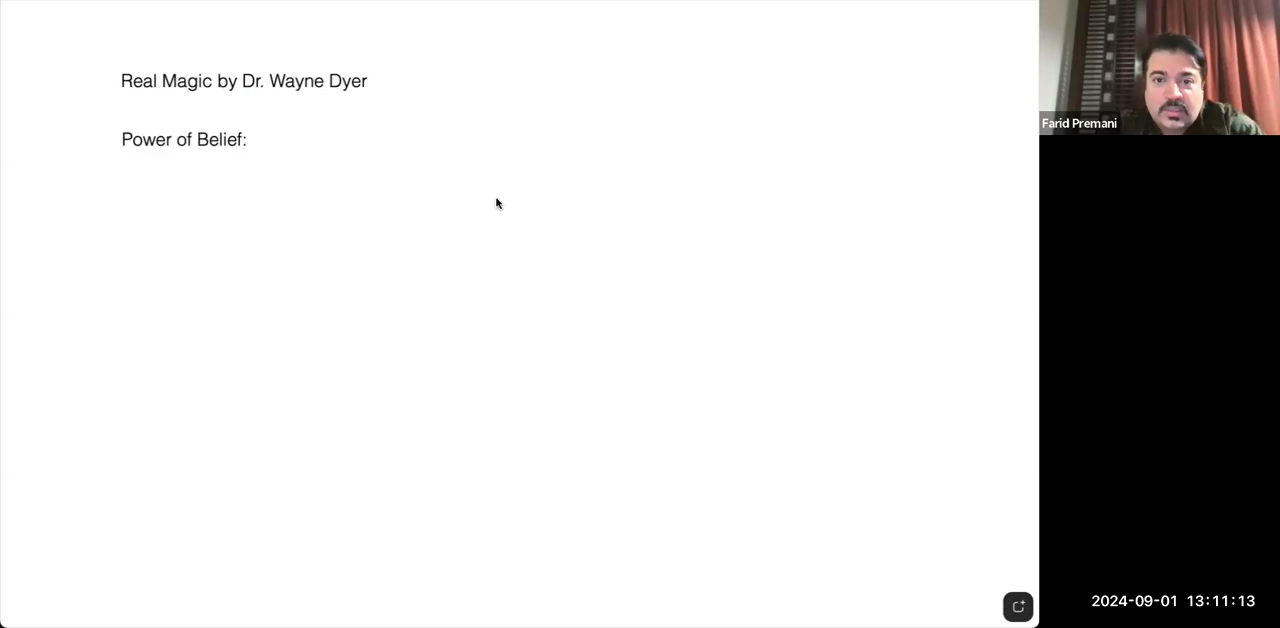 Real Magic by Dr. Wayne Dyer
Power of Belief:
Farid Premani
2024-09-01 13:11:13